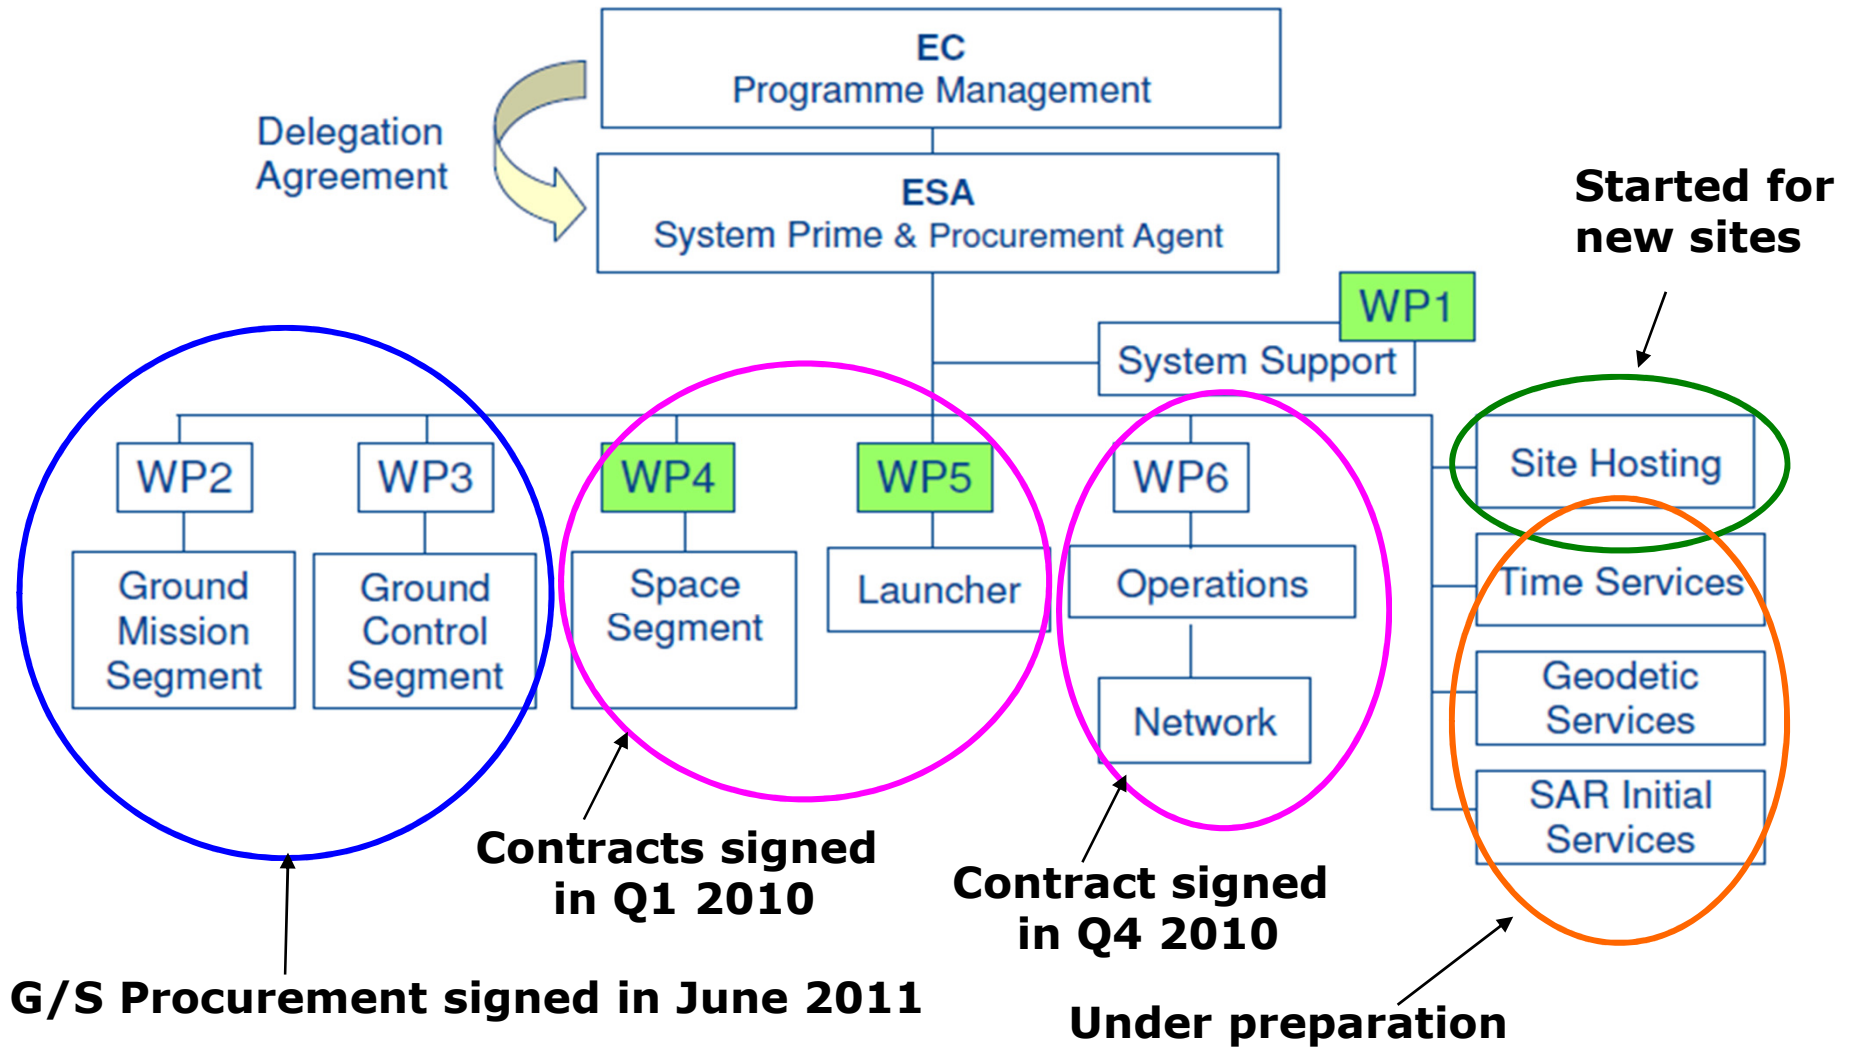 EC
Programme Management
Delegation
Agreement
ESA
System Prime & Procurement Agent
Started for
new sites
WP1
System Support
WP2
WP3
WP4
WP5
WP6
Site Hosting
Ground
Mission
Segment
Ground
Control
Segment
Space
Segment
Launcher
Operations
Network
Time Services
Geodetic
Services
SAR Initial
Services
Contracts signed
in Q1 2010
Contract signed
in Q4 2010
G/S Procurement signed in June 2011
Under preparation